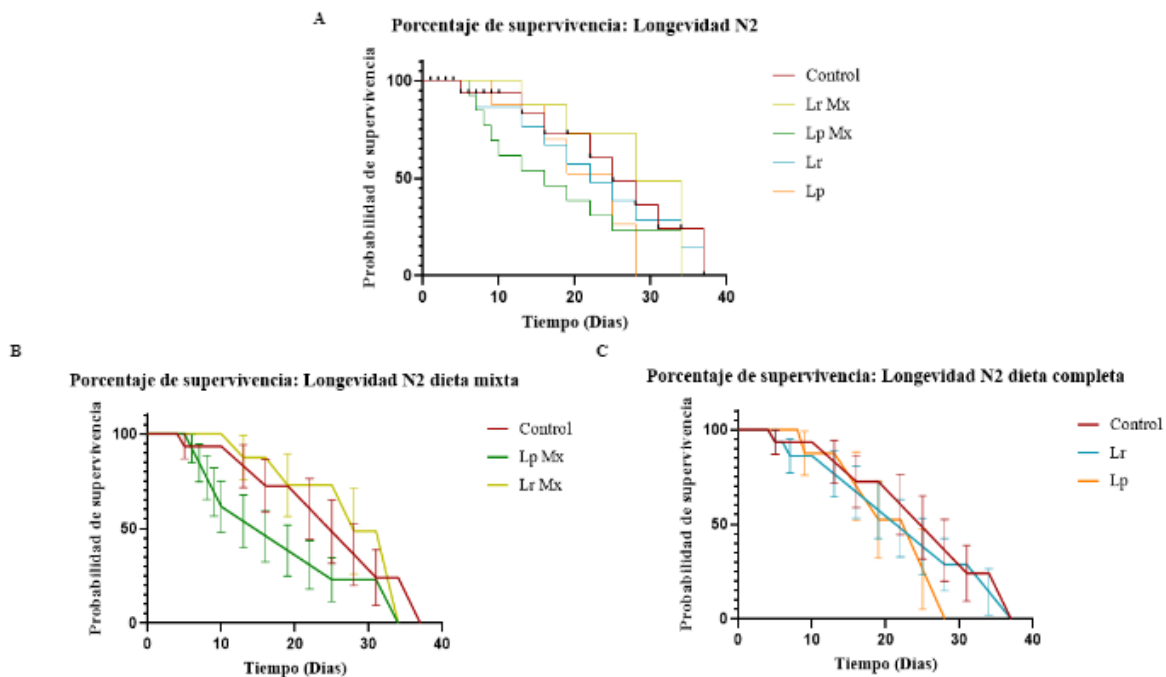 A
Porcentaje de supervivencia: Longevidad N2
Probabilidad de supervivencia
100
50
0
0 10 20 30 40
Tiempo (Días)
Control
Lr Mx
Lp Mx
Lr
Lp
B
Porcentaje de supervivencia: Longevidad N2 dieta mixta
Probabilidad de supervivencia
100
50
0
0 10 20 30 40
Tiempo (Días)
Control
Lp Mx
Lr Mx
C
Porcentaje de supervivencia: Longevidad N2 dieta completa
Probabilidad de supervivencia
100
50
0
0 10 20 30 40
Tiempo (Días)
Control
Lr
Lp